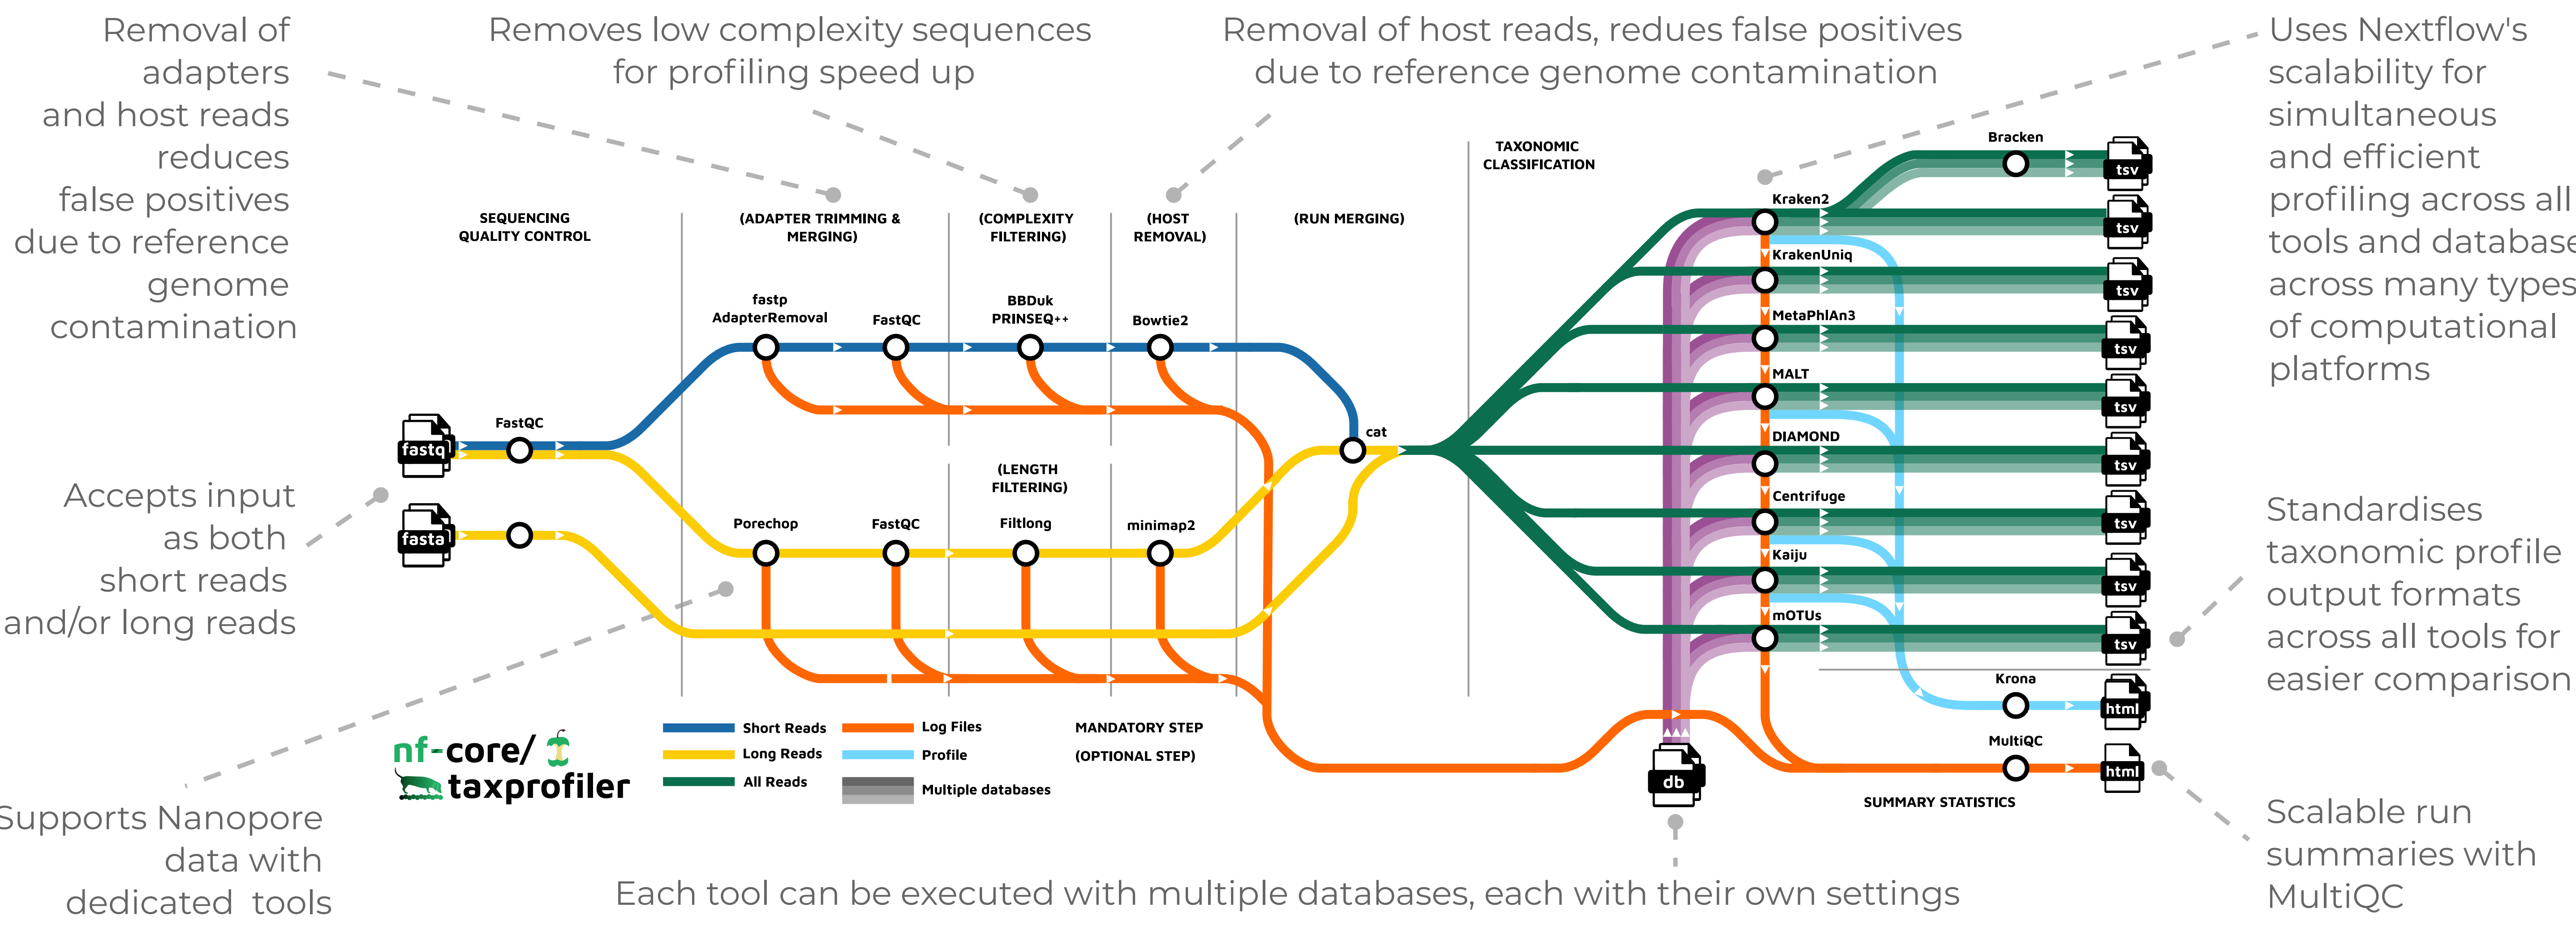 Removal of
adapters
and host reads
reduces
false positives
due to reference
genome
contamination
Removes low complexity sequences
for profiling speed up
Removal of host reads, redues false positives
due to reference genome contamination
Uses Nextflow's
scalability for
simultaneous
and efficient
profiling across all
tools and database
across many types
of computational
platforms
SEQUENCING
QUALITY CONTROL
(ADAPTER TRIMMING &
MERGING)
(COMPLEXITY
FILTERING)
(HOST
REMOVAL)
(RUN MERGING)
TAXONOMIC
CLASSIFICATION
fastp
AdapterRemoval
FastQC
BBDuk
PRINSEQ++
Bowtie2
FastQC
fastq
fasta
cat
(LENGTH
FILTERING)
Porechop
FastQC
Filtlong
minimap2
Bracken
tsv
Kraken2
tsv
KrakenUniq
tsv
MetaPhlAn3
tsv
MALT
tsv
DIAMOND
tsv
Centrifuge
tsv
Kaiju
tsv
mOTUs
tsv
Krona
html
MultiQC
html
db
SUMMARY STATISTICS
Accepts input
as both
short reads
and/or long reads
Standardises
taxonomic profile
output formats
across all tools for
easier comparison
nf-core/
taxprofiler
Short Reads
Long Reads
All Reads
Log Files
Profile
Multiple databases
MANDATORY STEP
(OPTIONAL STEP)
Supports Nanopore
data with
dedicated tools
Each tool can be executed with multiple databases, each with their own settings
Scalable run
summaries with
MultiQC